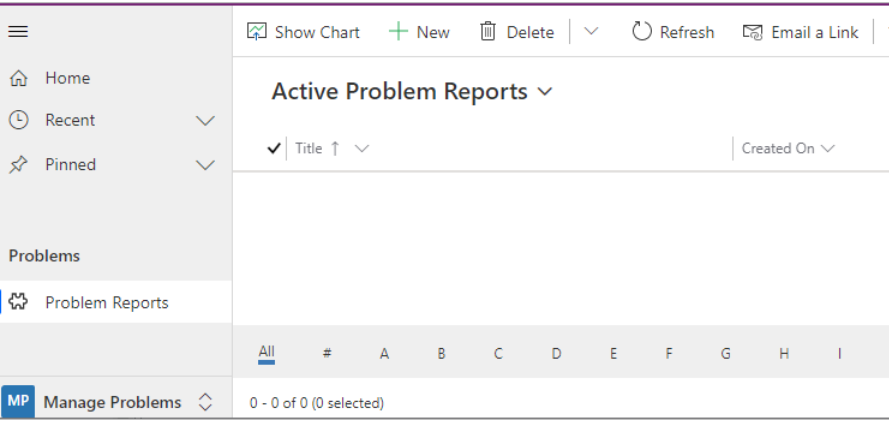 Show Chart New Delete Refresh Email a Link
Home
Recent
Pinned
Problems
Problem Reports
MP Manage Problems
Active Problem Reports
Title Created On
All # A B C D E F G H I
0 - 0 of 0 (0 selected)